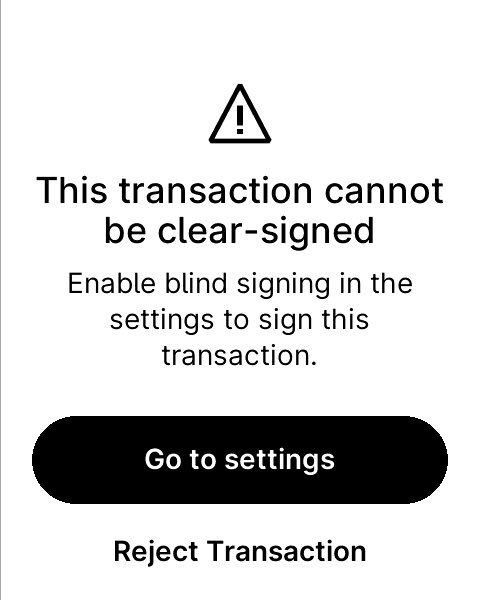 This transaction cannot
be clear-signed
Enable blind signing in the
settings to sign this
transaction.
Go to settings
Reject Transaction